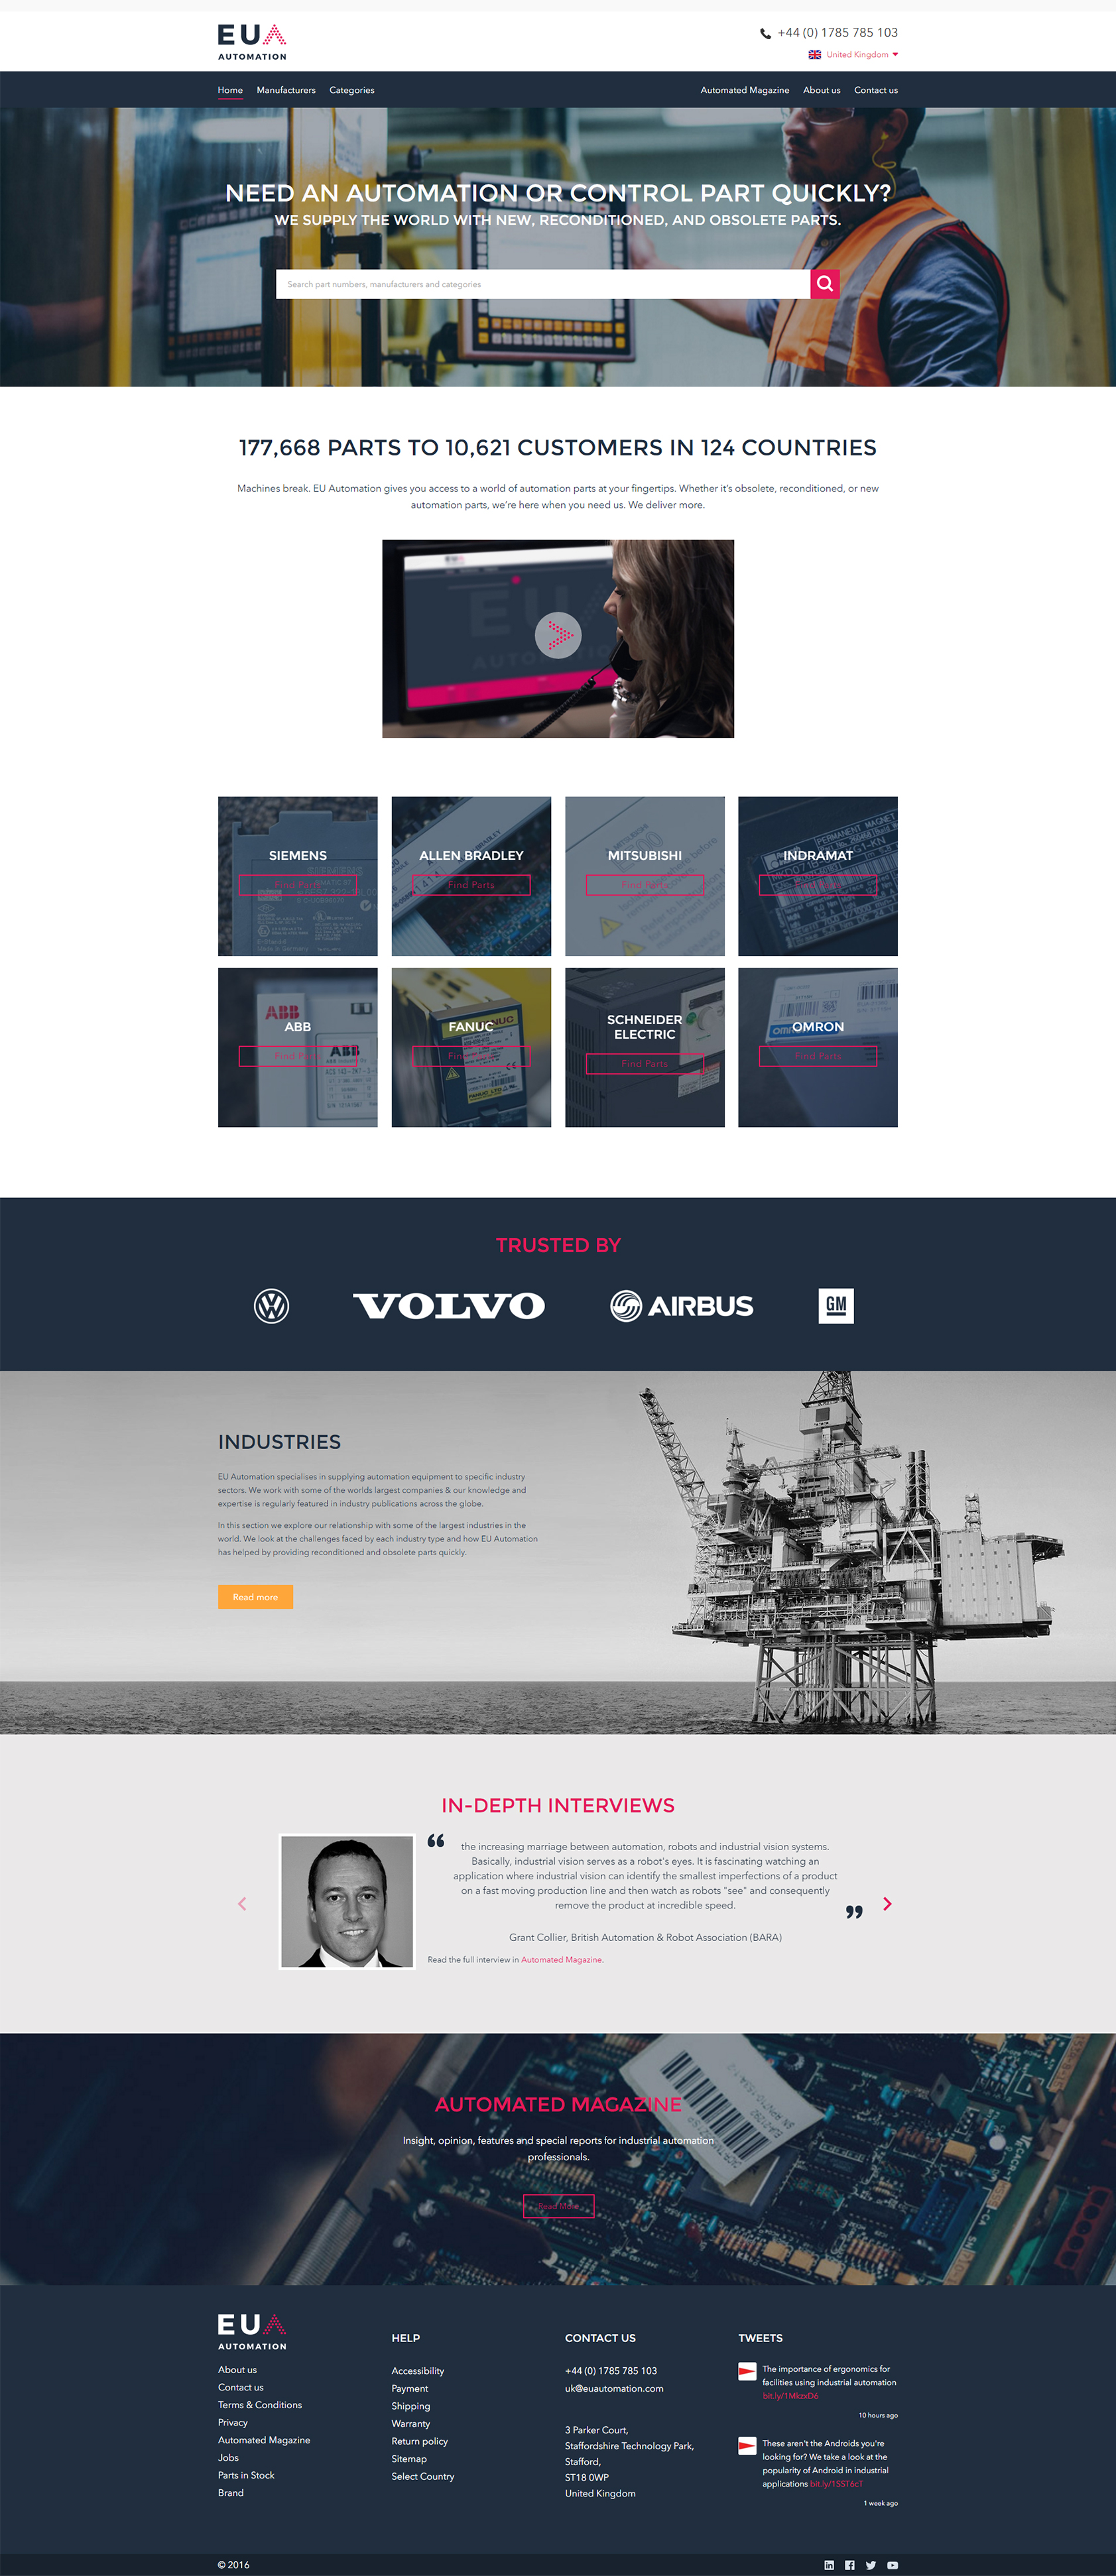 EUA
AUTOMATION
+44 (0) 1785 785 103
United Kingdom
Home Manufacturers Categories Automated Magazine About us Contact us
NEED AN AUTOMATION OR CONTROL PART QUICKLY?
WE SUPPLY THE WORLD WITH NEW, RECONDITIONED, AND OBSOLETE PARTS.
Search part numbers, manufacturers and categories
177,668 PARTS TO 10,621 CUSTOMERS IN 124 COUNTRIES
Machines break. EU Automation gives you access to a world of automation parts at your fingertips. Whether it's obsolete, reconditioned, or new
automation parts, we're here when you need us. We deliver more.
SIEMENS
Find Parts
ALLEN BRADLEY
Find Parts
MITSUBISHI
Find Parts
INDRAMAT
Find Parts
ABB
Find Parts
FANUC
Find Parts
SCHNEIDER
ELECTRIC
Find Parts
OMRON
Find Parts
TRUSTED BY
VOLVO
AIRBUS
GM
INDUSTRIES
EU Automation specialises in supplying automation equipment to specific industry
sectors. We work with some of the worlds largest companies & our knowledge and
expertise is regularly featured in industry publications across the globe.
In this section we explore our relationship with some of the largest industries in the
world. We look at the challenges faced by each industry type and how EU Automation
has helped by providing reconditioned and obsolete parts quickly.
Read more
IN-DEPTH INTERVIEWS
“ the increasing marriage between automation, robots and industrial vision systems.
Basically, industrial vision serves as a robot's eyes. It is fascinating watching an
application where industrial vision can identify the smallest imperfections of a product
on a fast moving production line and then watch as robots "see" and consequently
remove the product at incredible speed. ”
Grant Collier, British Automation & Robot Association (BARA)
Read the full interview in Automated Magazine.
AUTOMATED MAGAZINE
Insight, opinion, features and special reports for industrial automation
professionals.
Read More
EUA
AUTOMATION
About us
Contact us
Terms & Conditions
Privacy
Automated Magazine
Jobs
Parts in Stock
Brand
HELP
Accessibility
Payment
Shipping
Warranty
Return policy
Sitemap
Select Country
CONTACT US
+44 (0) 1785 785 103
uk@euautomation.com
3 Parker Court,
Staffordshire Technology Park,
Stafford,
ST18 0WP
United Kingdom
TWEETS
The importance of ergonomics for
facilities using industrial automation
bit.ly/1MkzxD6
10 hours ago
These aren't the Androids you're
looking for? We take a look at the
popularity of Android in industrial
applications bit.ly/1SST6cT
1 week ago
© 2016